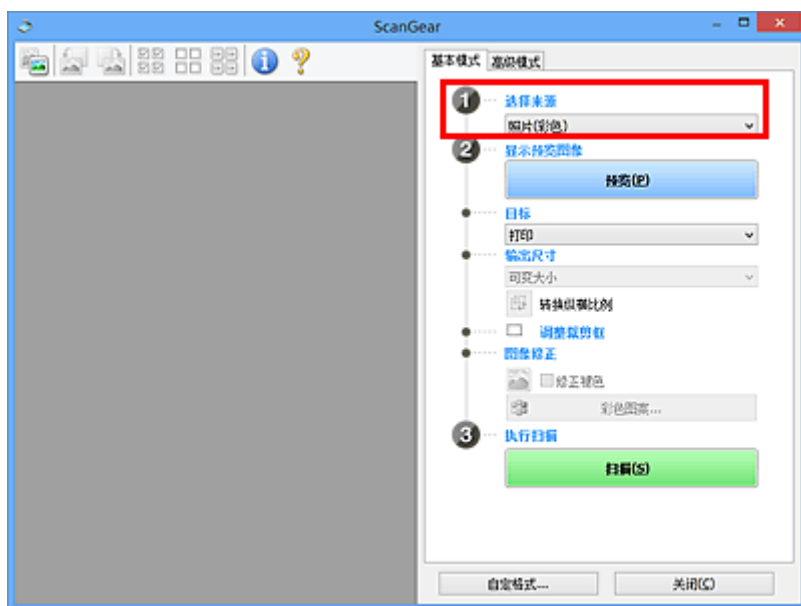 ScanGear
基本模式 高级模式
1 选择来源
照片(彩色)
2 显示预览图像
预览(P)
目标
打印
输出尺寸
可变大小
转换纵横比例
调整裁剪框
图像修正
修正褪色
彩色图案...
3 执行扫描
扫描(S)
自定格式... 关闭(C)